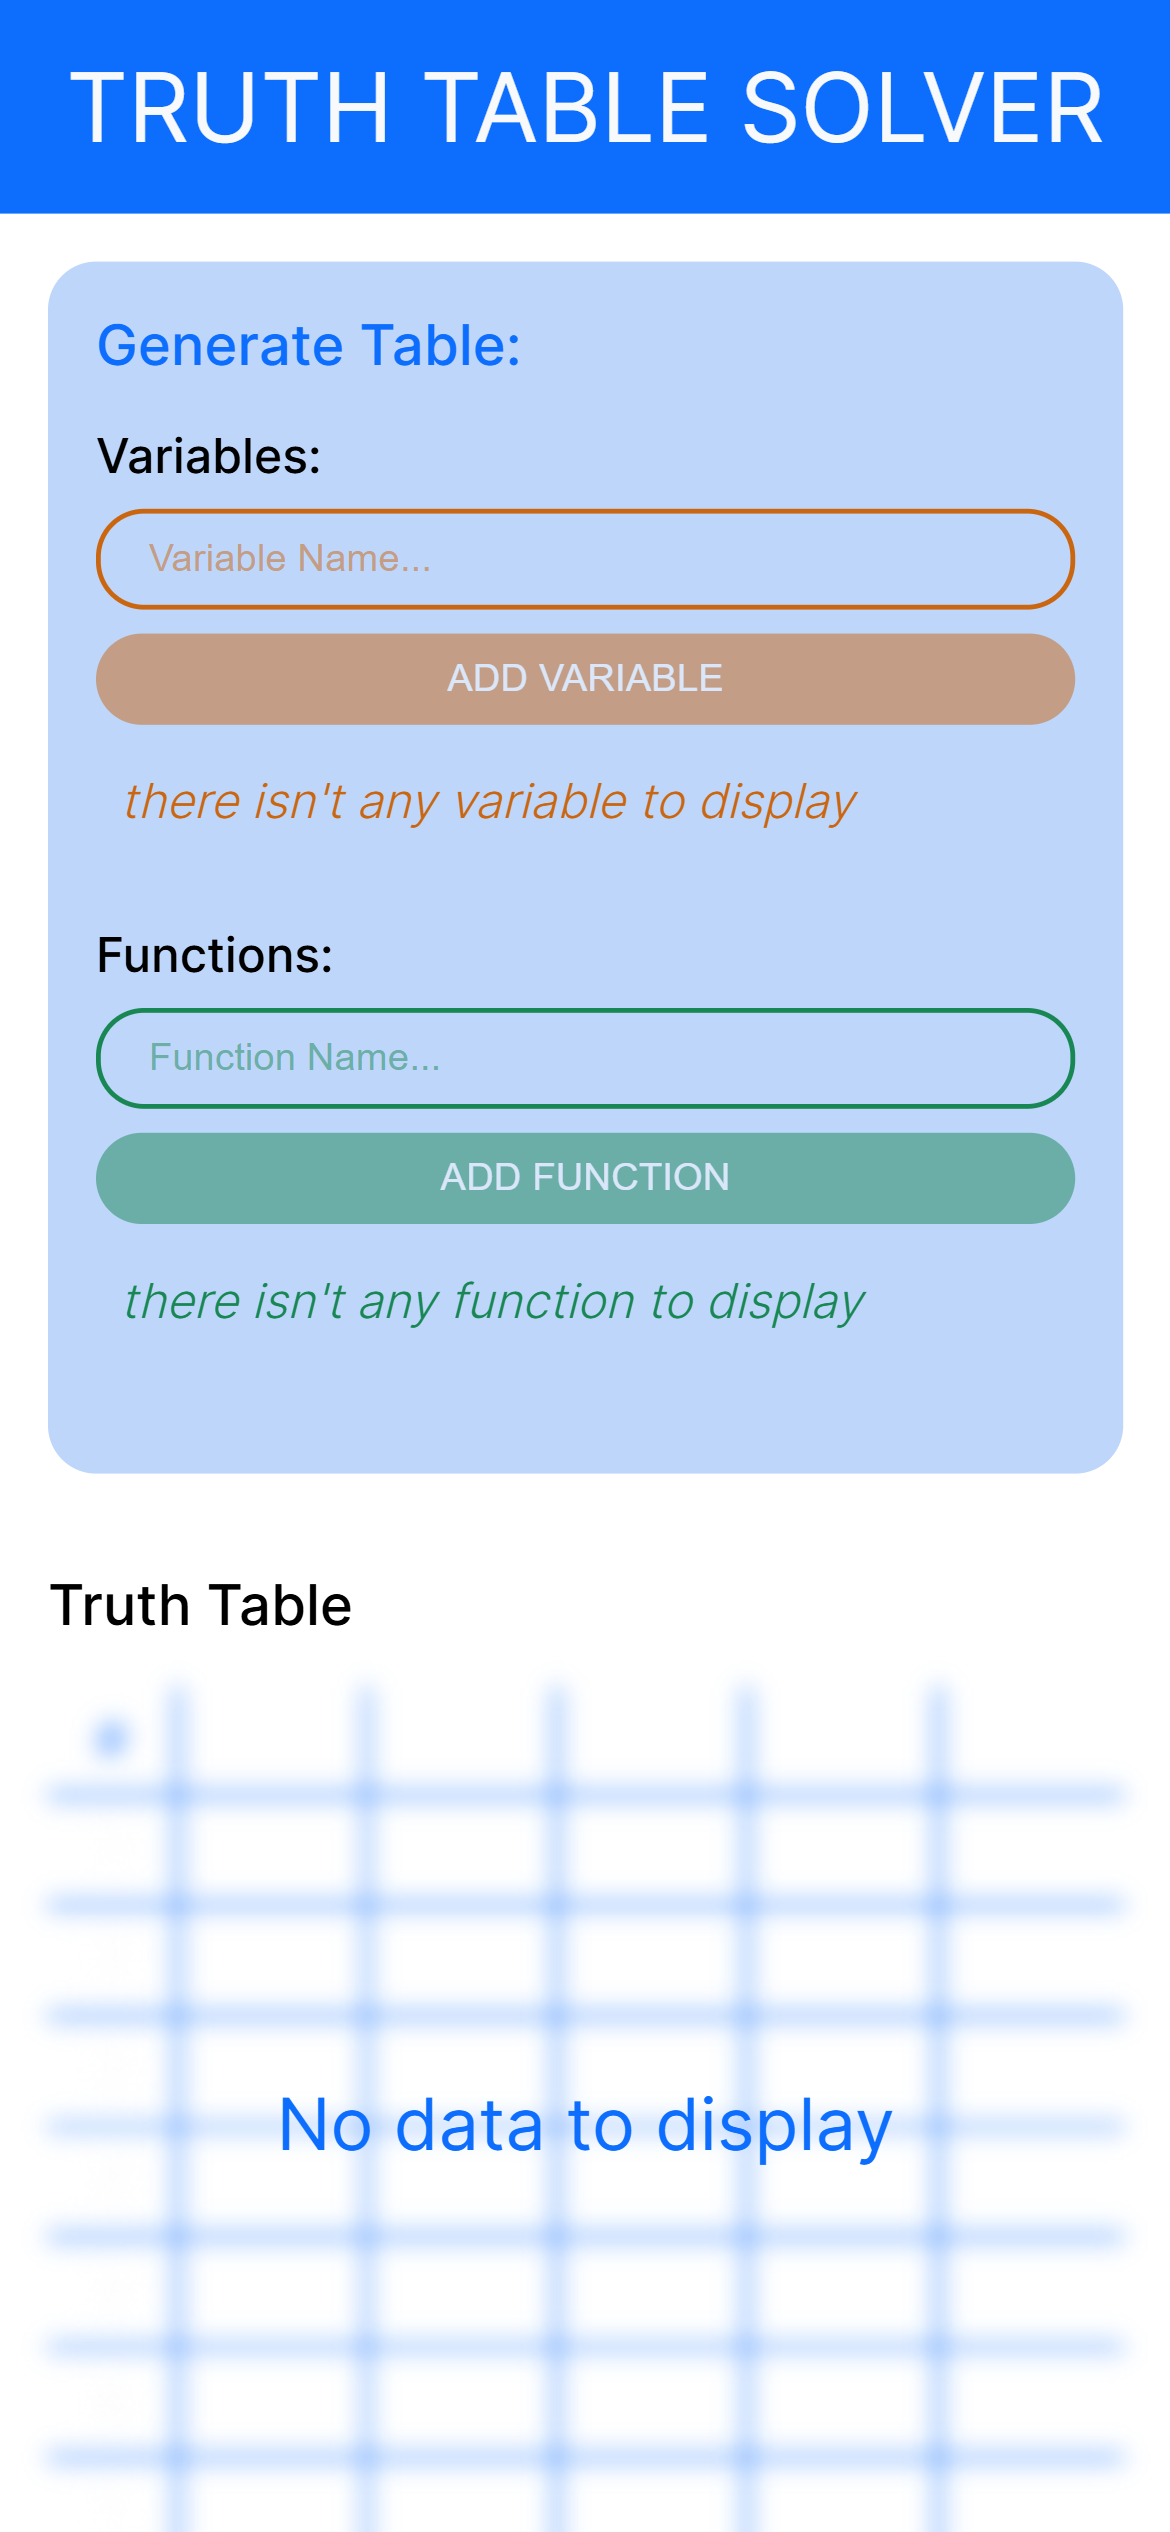 TRUTH TABLE SOLVER
Generate Table:
Variables:
Variable Name...
ADD VARIABLE
there isn't any variable to display
Functions:
Function Name...
ADD FUNCTION
there isn't any function to display
Truth Table
No data to display